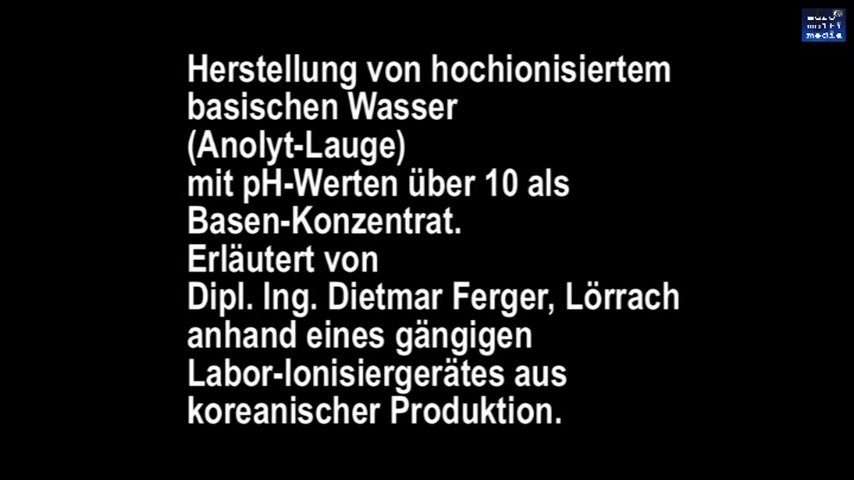 Herstellung von hochionisiertem
basischen Wasser
(Anolyt-Lauge)
mit pH-Werten über 10 als
Basen-Konzentrat.
Erläutert von
Dipl. Ing. Dietmar Ferger, Lörrach
anhand eines gängigen
Labor-Ionisiergerätes aus
koreanischer Produktion.
media